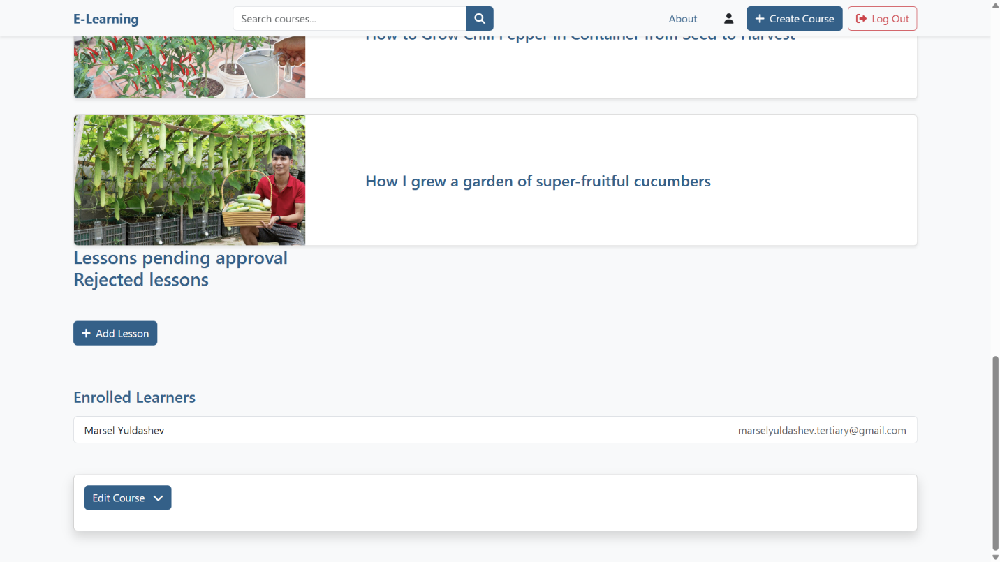 E-Learning
Search courses...
About
Create Course
Log Out
How to Grow Chili Pepper in Container from Seed to Harvest
How I grew a garden of super-fruitful cucumbers
Lessons pending approval
Rejected lessons
Add Lesson
Enrolled Learners
Marsel Yuldashev marselyuldashev.tertiary@gmail.com
Edit Course